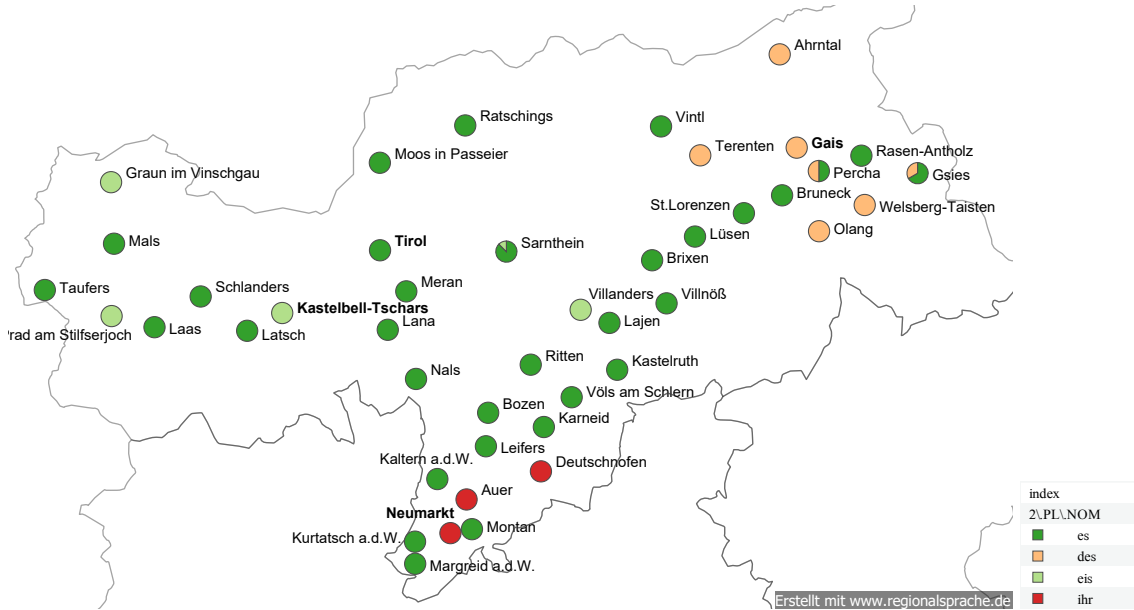 Ahrntal
Ratschings
Vintl
Terenten
Gais
Rasen-Antholz
Moos in Passeier
Percha
Gsies
Graun im Vinschgau
Bruneck
Welsberg-Taisten
St.Lorenzen
Lüsen
Olang
Mals
Tirol
Sarnthein
Brixen
Taufers
Schlanders
Meran
Villanders
Villnöß
Kastelbell-Tschars
Lana
Lajen
rad am Stilfserjoch
Laas
Latsch
Ritten
Kastelruth
Nals
Völs am Schlern
Bozen
Karneid
Leifers
Kaltern a.d.W.
Deutschnofen
Auer
Neumarkt
Montan
Kurtatsch a.d.W.
Margreid a.d.W.
index
2\.PL\.NOM
es
des
eis
ihr
Erstellt mit www.regionalsprache.de